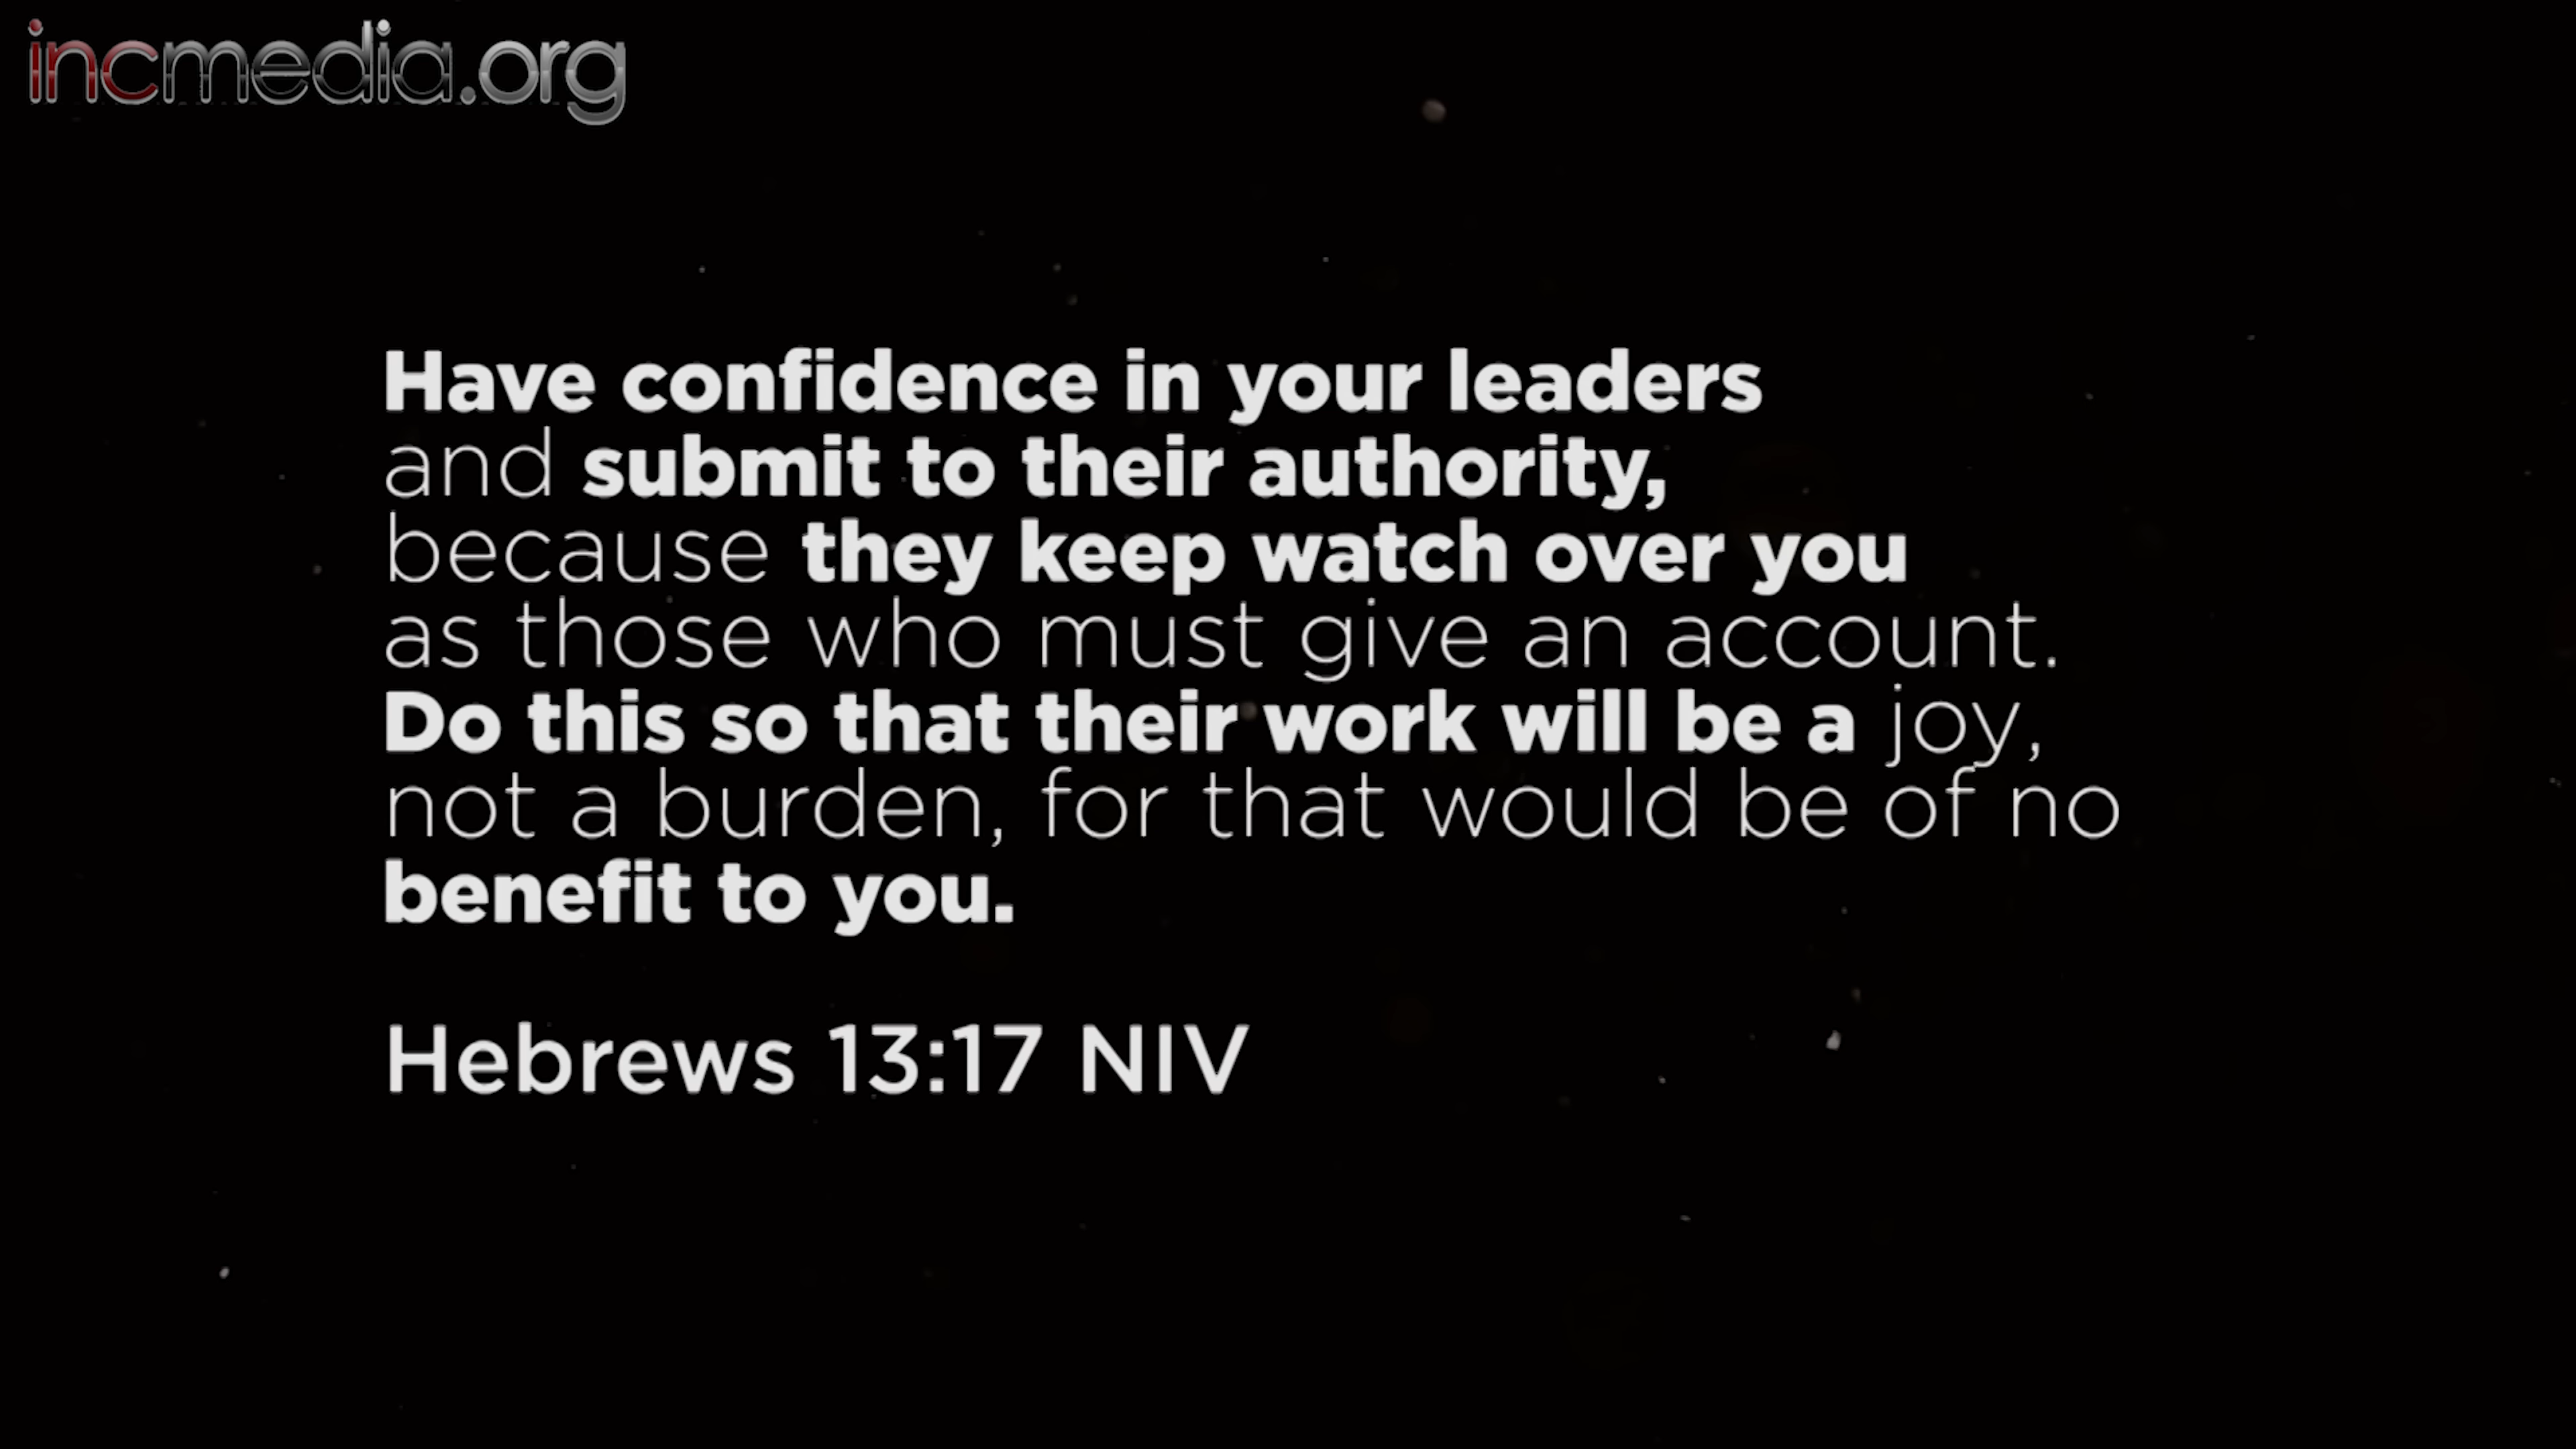 incmedia.org
Have confidence in your leaders
and submit to their authority,
because they keep watch over you
as those who must give an account.
Do this so that their work will be a joy,
not a burden, for that would be of no
benefit to you.
Hebrews 13:17 NIV